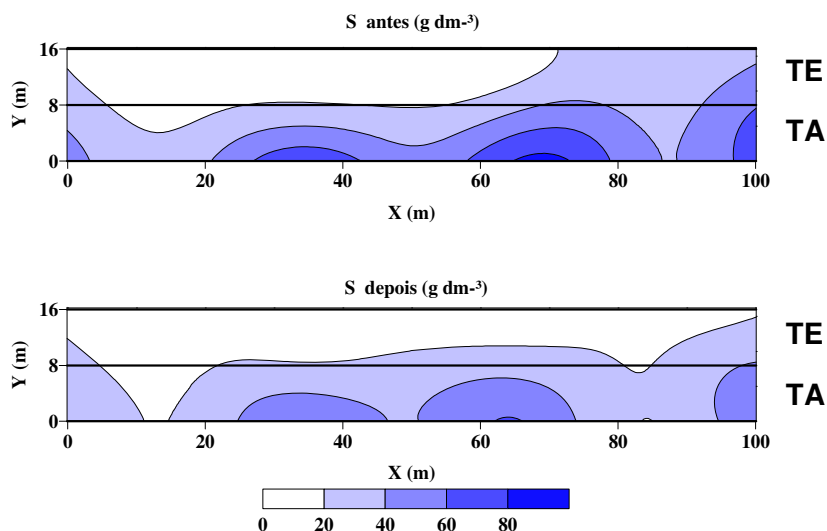 S antes (g dm-³)
16
8
0
Y (m)
TE
TA
0 20 40 60 80 100
X (m)
S depois (g dm-³)
16
8
0
Y (m)
TE
TA
0 20 40 60 80 100
X (m)
0 20 40 60 80